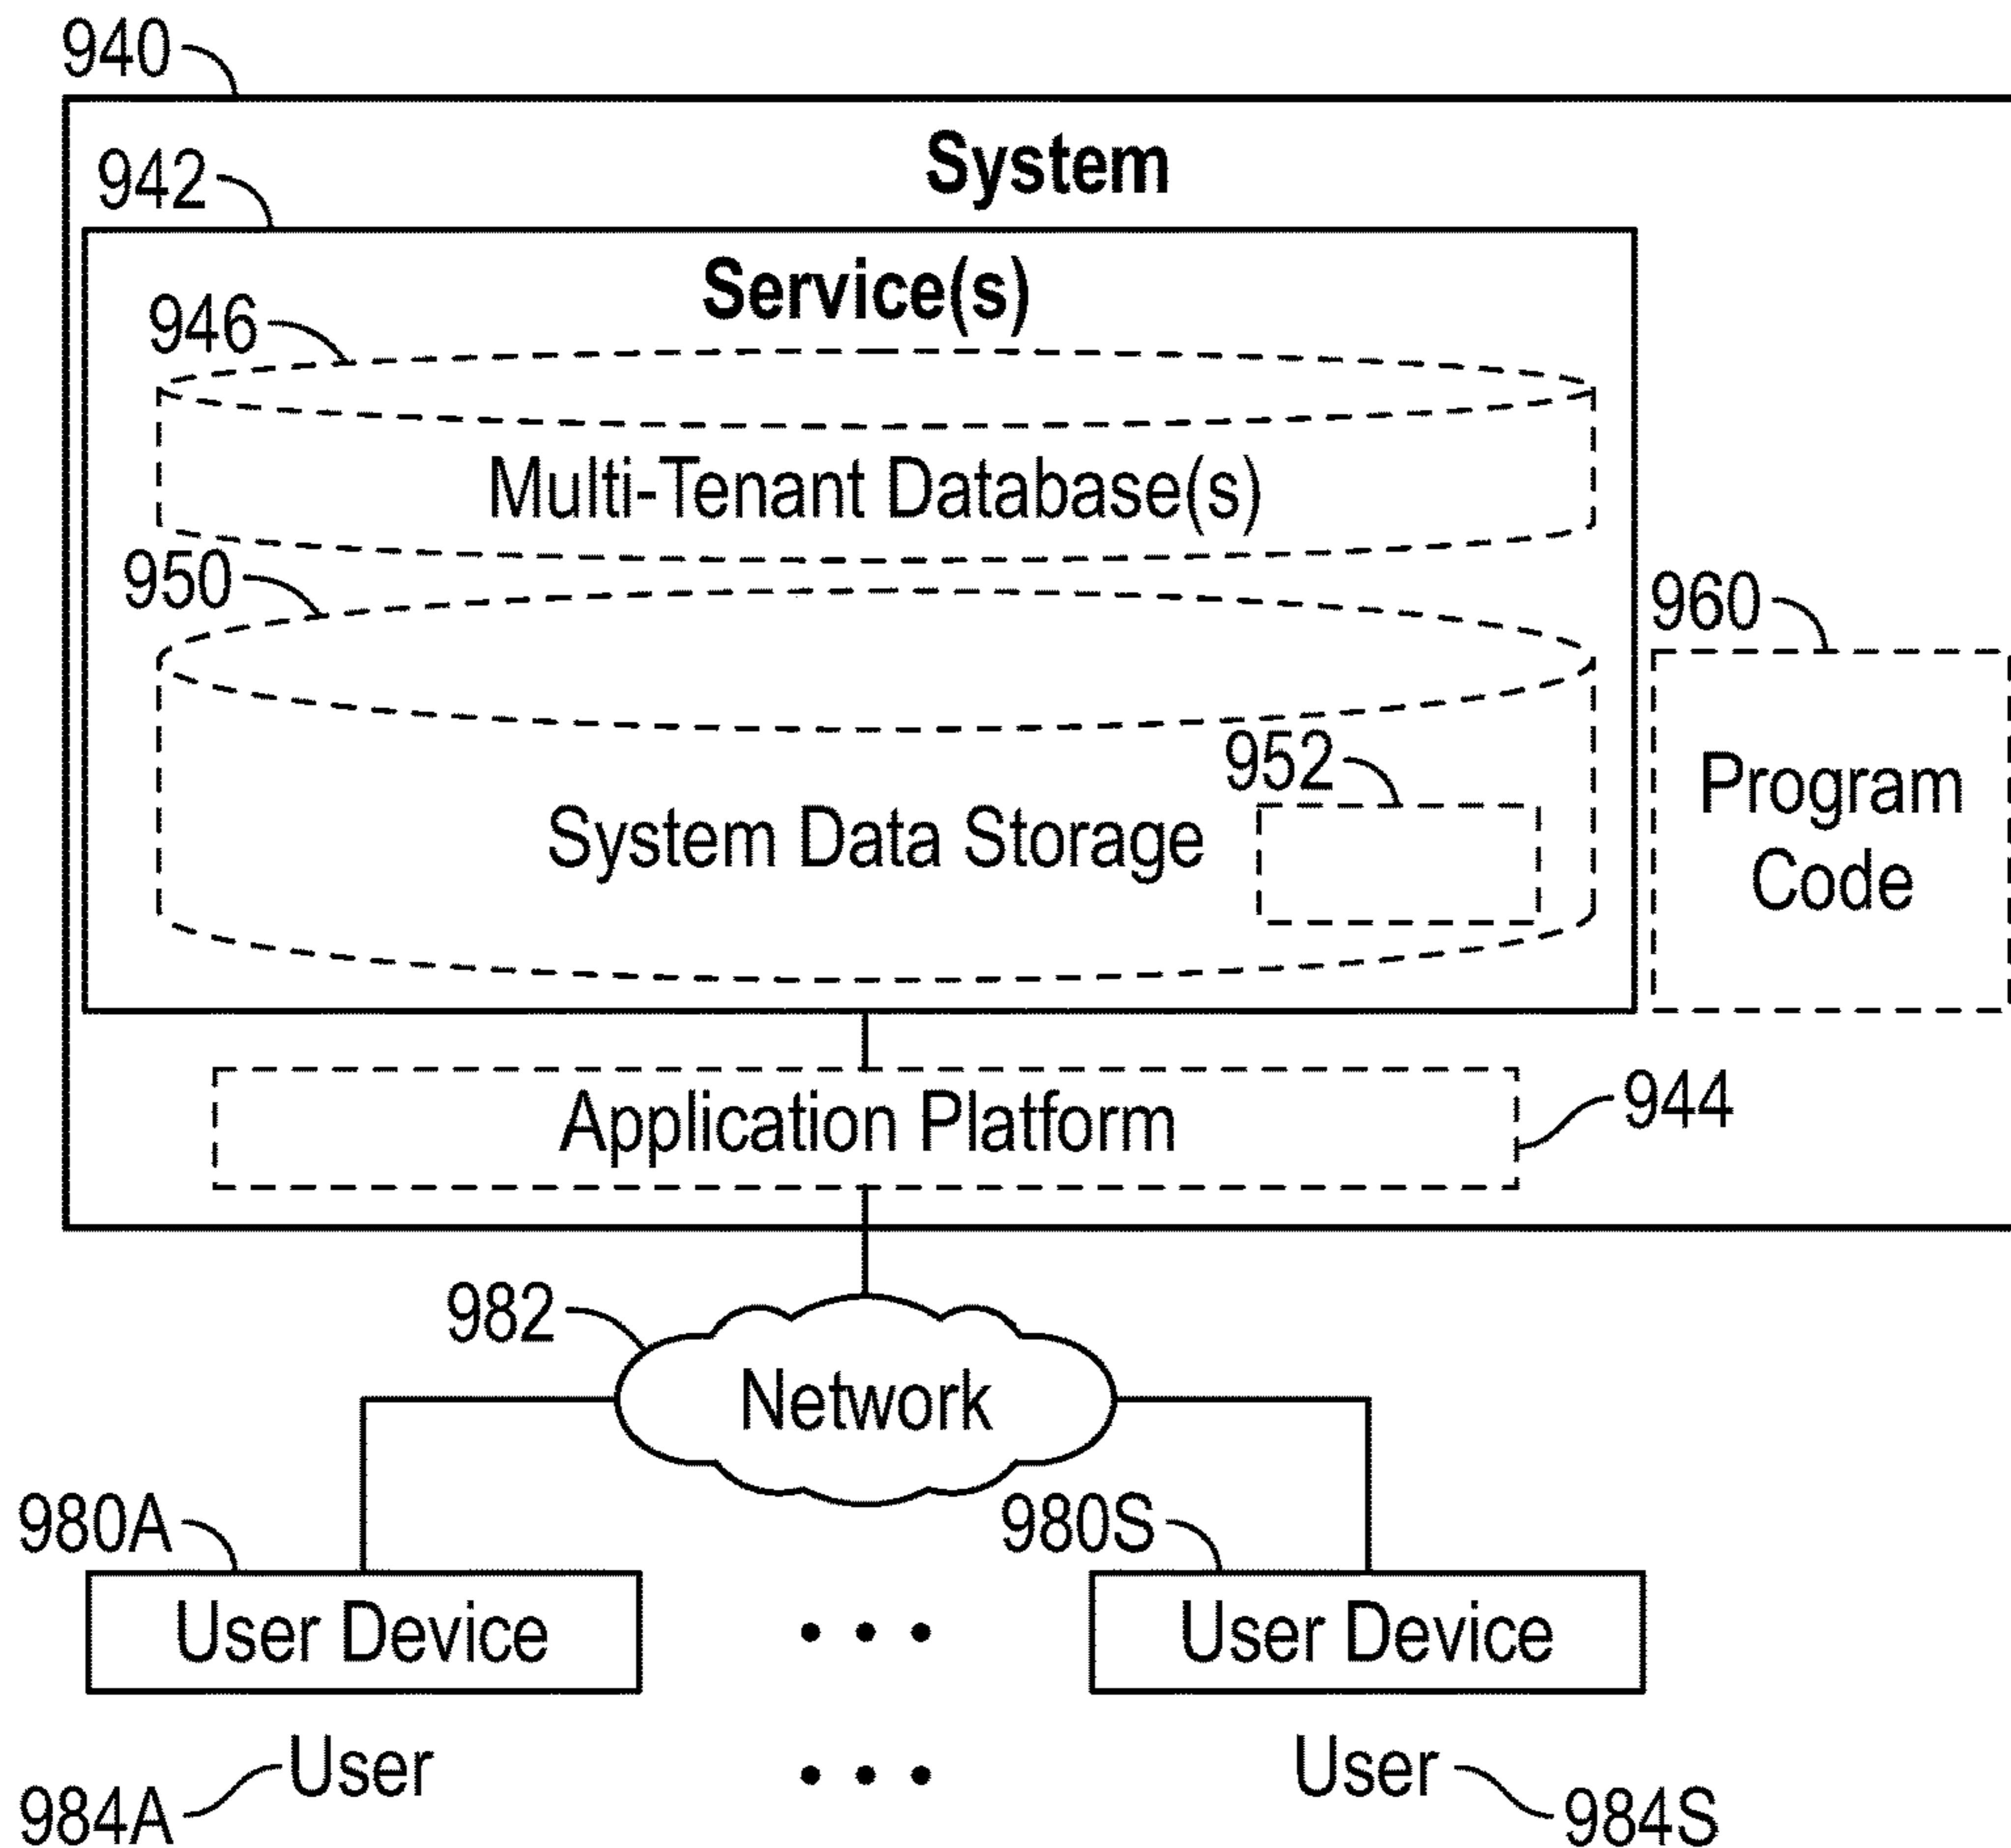 940
System
942
Service(s)
946
Multi-Tenant Database(s)
950
960
952
Program
Code
System Data Storage
944
Application Platform
982
Network
980A
980S
User Device
• • •
User Device
User
• • •
User
984A
984S